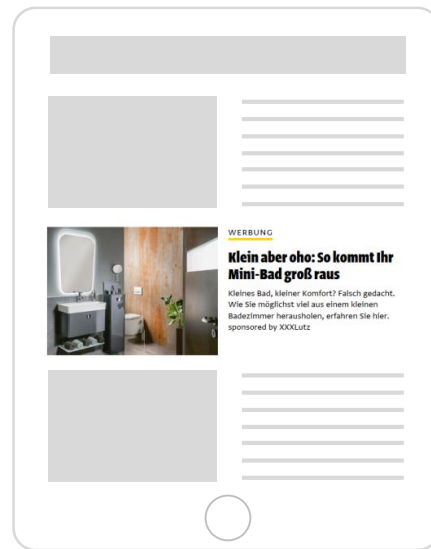 WERBUNG
Klein aber oho: So kommt Ihr
Mini-Bad groß raus
Kleines Bad, kleiner Komfort? Falsch gedacht.
Wie Sie möglichst viel aus einem kleinen
Badezimmer herausholen, erfahren Sie hier.
sponsored by XXXLutz